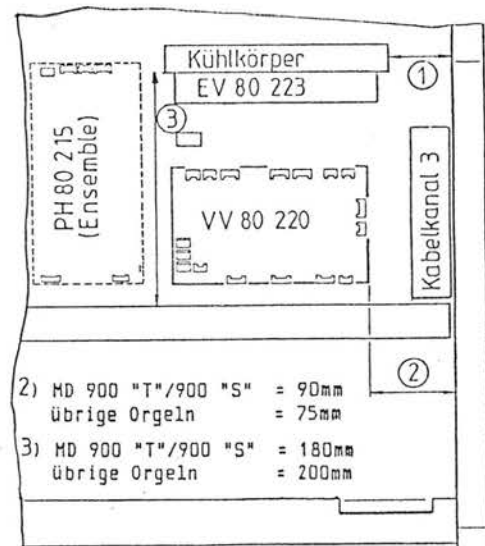 Kühlkörper
①
EV 80 223
③
PH 80 215
(Ensemble)
VV 80 220
Kabelkanal 3
②
2) MD 900 "T"/900 "S" = 90mm
übrige Orgeln = 75mm
3) MD 900 "T"/900 "S" = 180mm
übrige Orgeln = 200mm